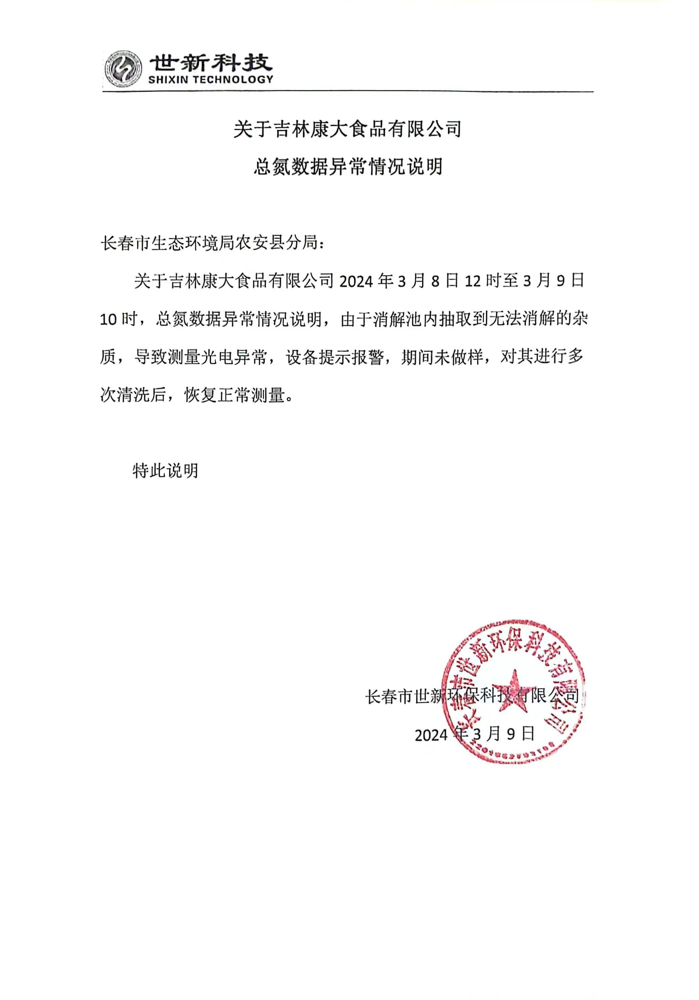 世新科技
SHIXIN TECHNOLOGY
关于吉林康大食品有限公司
总氮数据异常情况说明
长春市生态环境局农安县分局：
关于吉林康大食品有限公司 2024 年 3 月 8 日 12 时至 3 月 9 日
10 时，总氮数据异常情况说明，由于消解池内抽取到无法消解的杂
质，导致测量光电异常，设备提示报警，期间未做样，对其进行多
次清洗后，恢复正常测量。
特此说明
长春市世新环保科技有限公司
长春市世新环保科技有限公司
2024 年 3 月 9 日